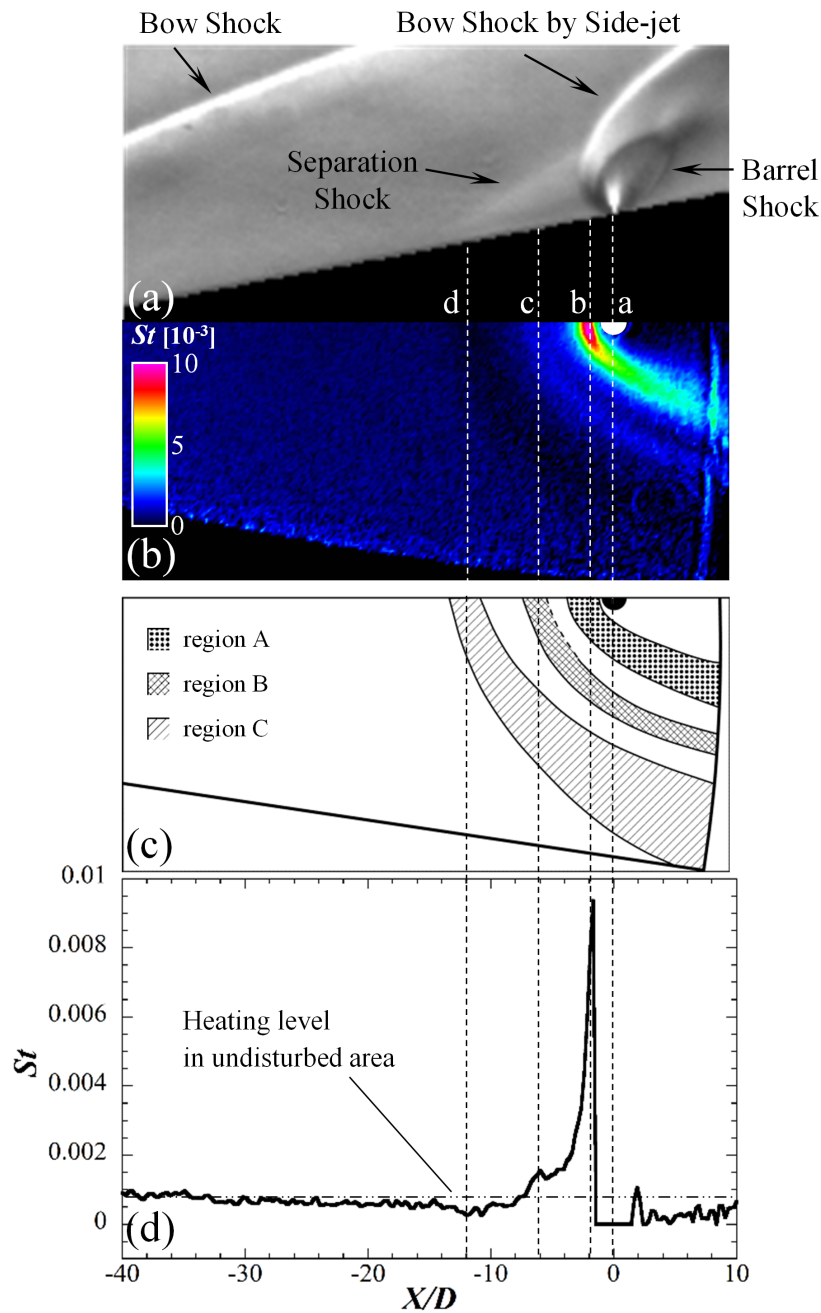 Bow Shock
Bow Shock by Side-jet
Separation
Shock
Barrel
Shock
(a)
d c b a
St [10-3]
10
5
0
(b)
region A
region B
region C
(c)
0.01
0.008
0.006
0.004
0.002
0
St
Heating level
in undisturbed area
(d)
-40 -30 -20 -10 0 10
X/D